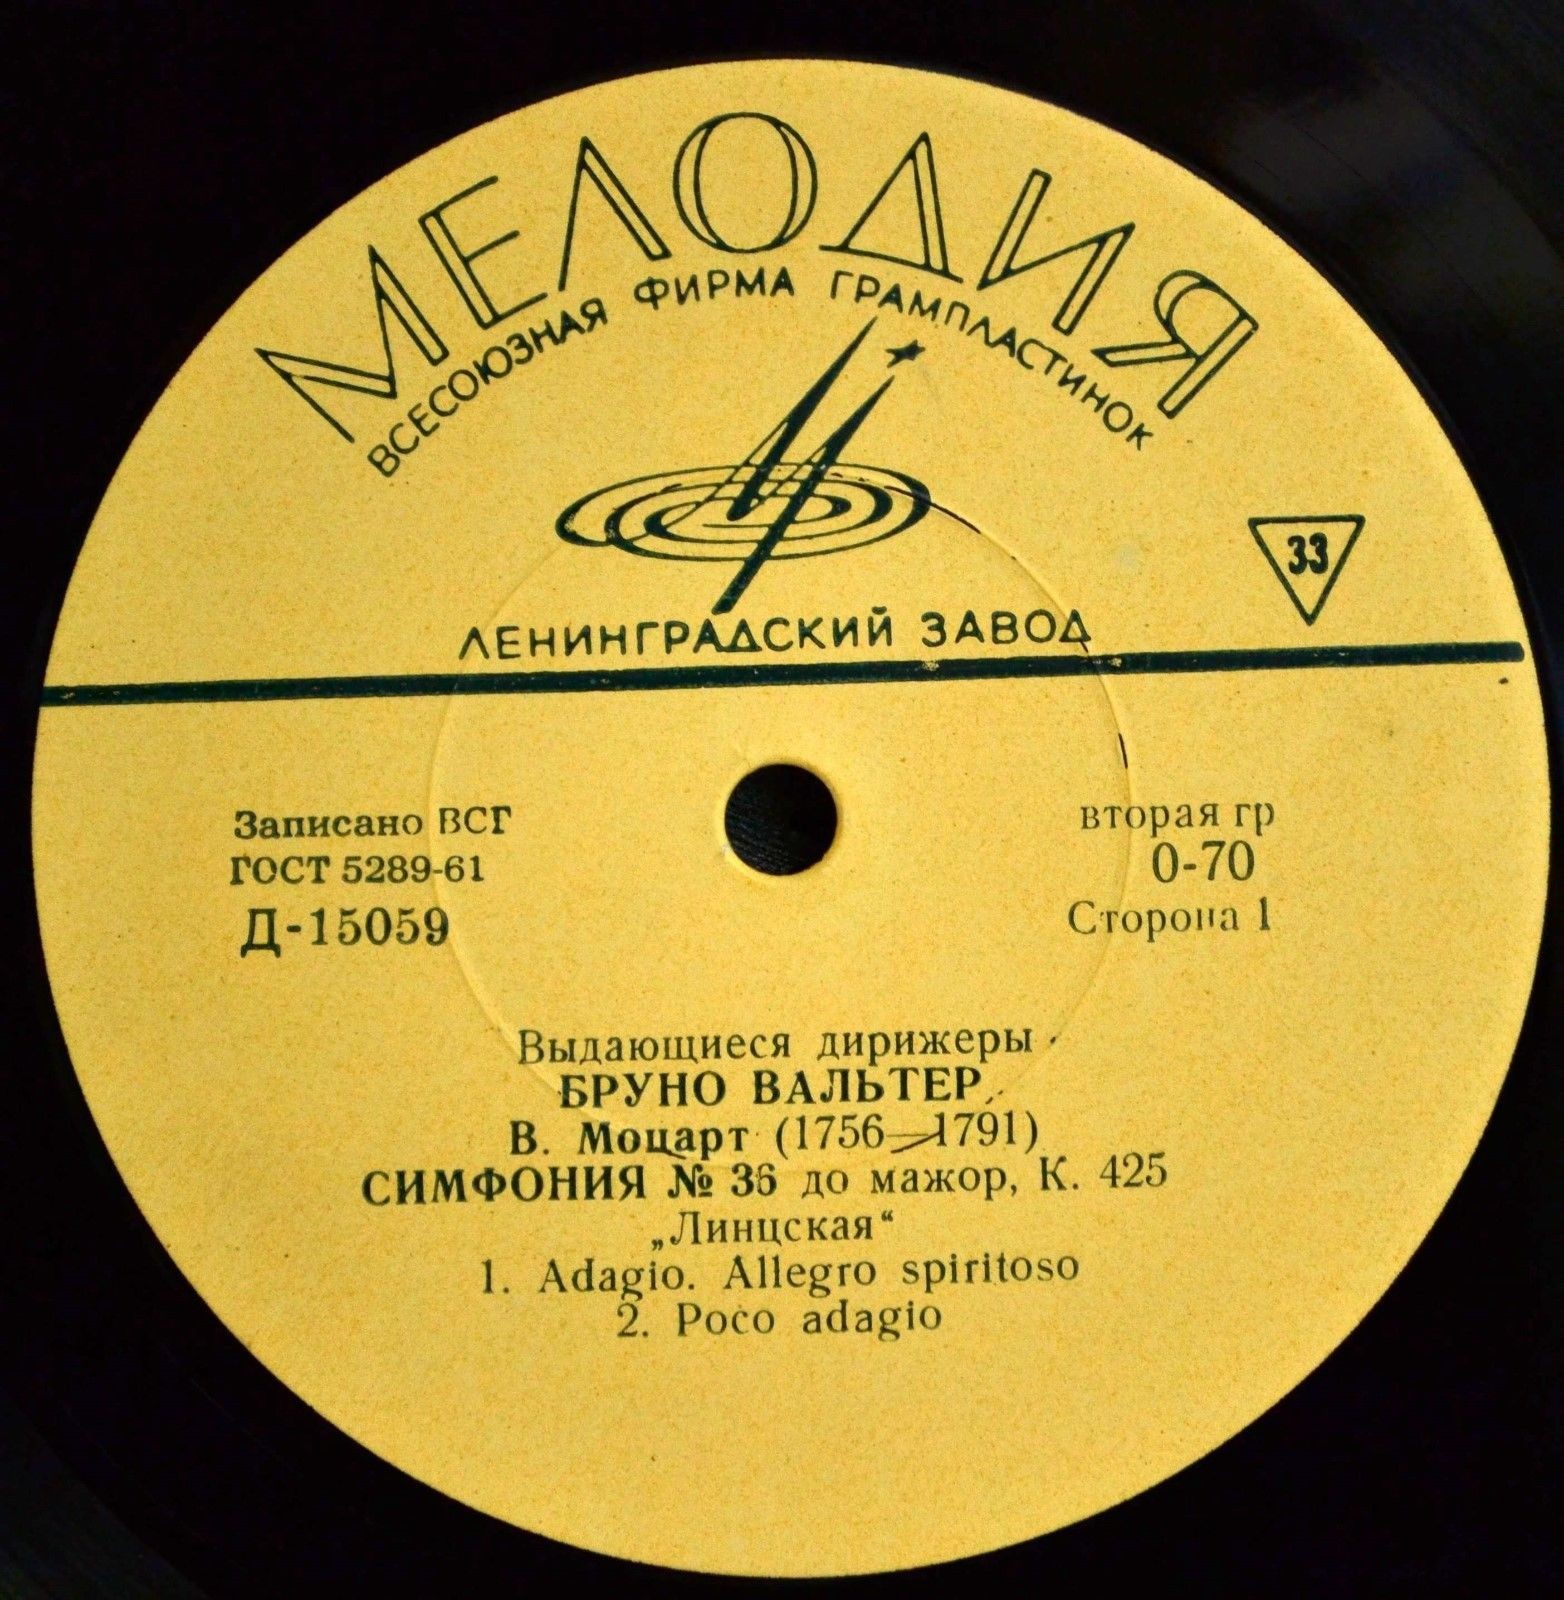 МЕЛОДИЯ
ВСЕСОЮЗНАЯ ФИРМА ГРАМПЛАСТИНОК
33
ЛЕНИНГРАДСКИЙ ЗАВОД
Записано ВСГ
ГОСТ 5289-61
Д-15059
вторая гр
0-70
Сторона 1
Выдающиеся дирижеры
БРУНО ВАЛЬТЕР
В. Моцарт (1756—1791)
СИМФОНИЯ № 36 до мажор, К. 425
„Линцская“
1. Adagio. Allegro spiritoso
2. Poco adagio